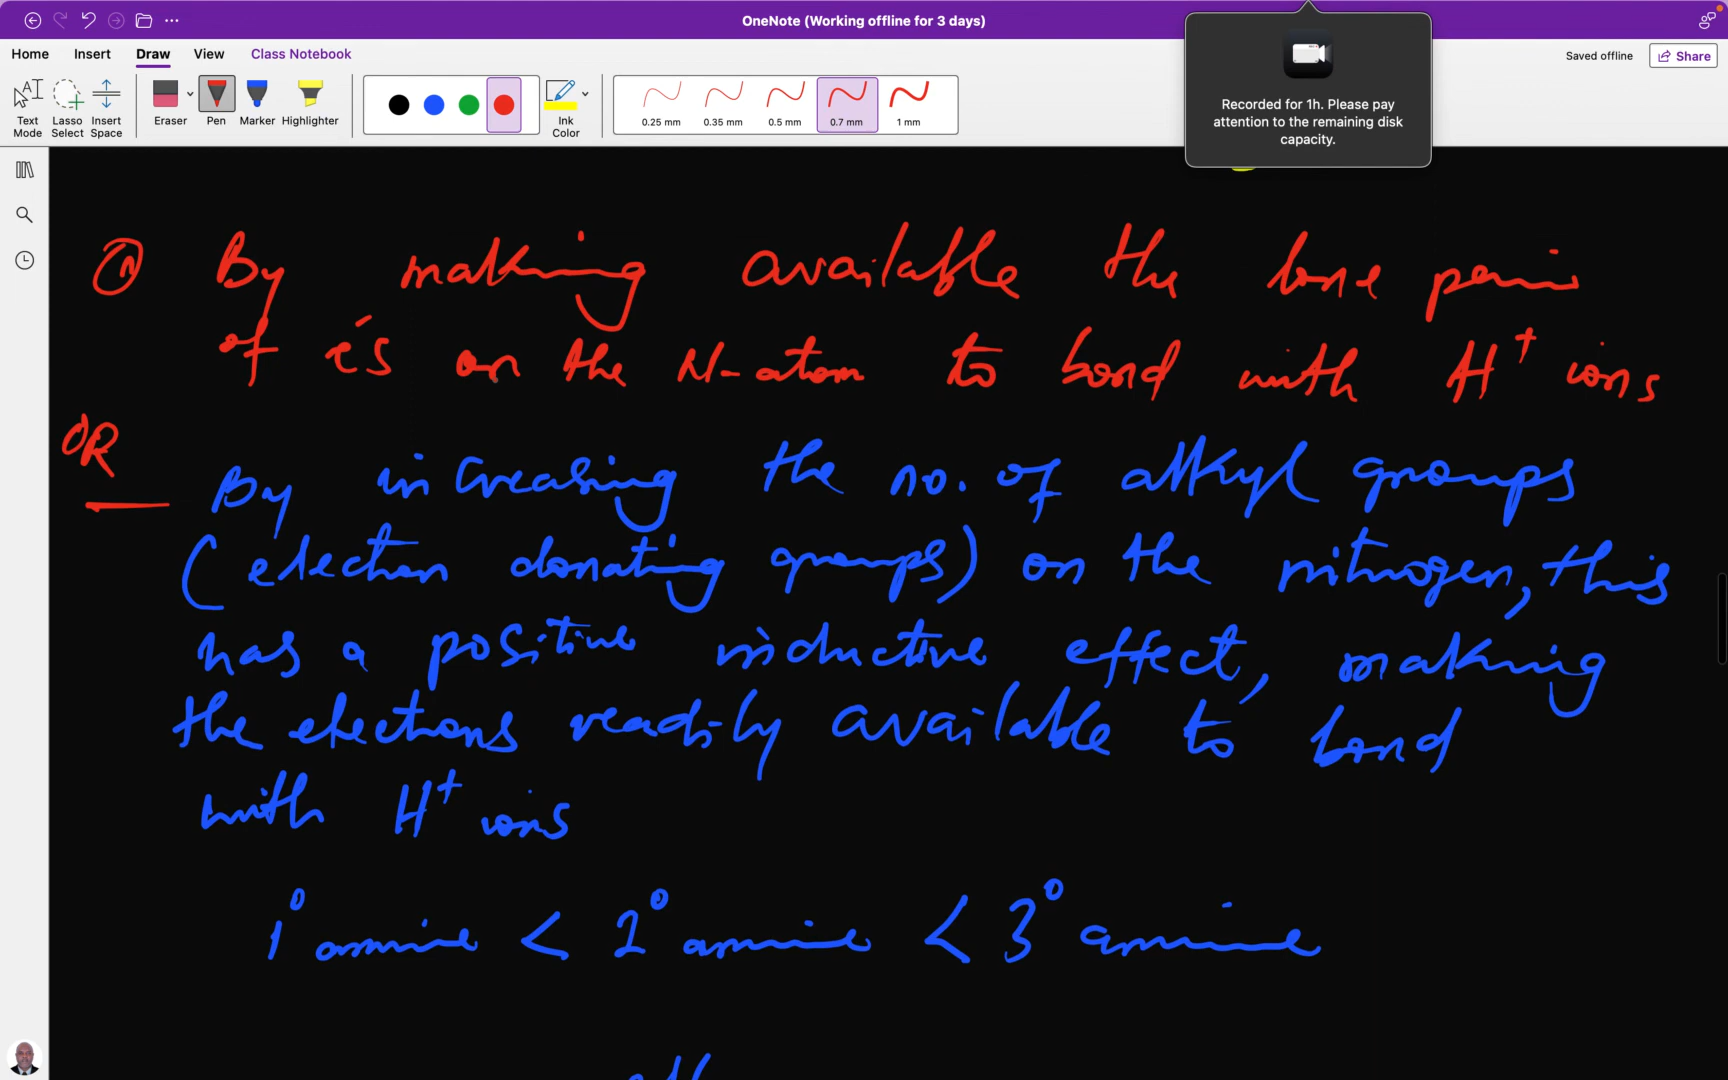 OneNote (Working offline for 3 days)
Home Insert Draw View Class Notebook
Saved offline Share
Text Mode Lasso Select Insert Space Eraser Pen Marker Highlighter Ink Color 0.25 mm 0.35 mm 0.5 mm 0.7 mm 1 mm
Recorded for 1h. Please pay
attention to the remaining disk
capacity.
By making available the lone pair
of e-s on the N-atom to bond with H+ ions
OR
By increasing the no. of alkyl groups
(electron donating groups) on the nitrogen, this
has a positive inductive effect, making
the electrons readily available to bond
with H+ ions
1° amine < 2° amine < 3° amine